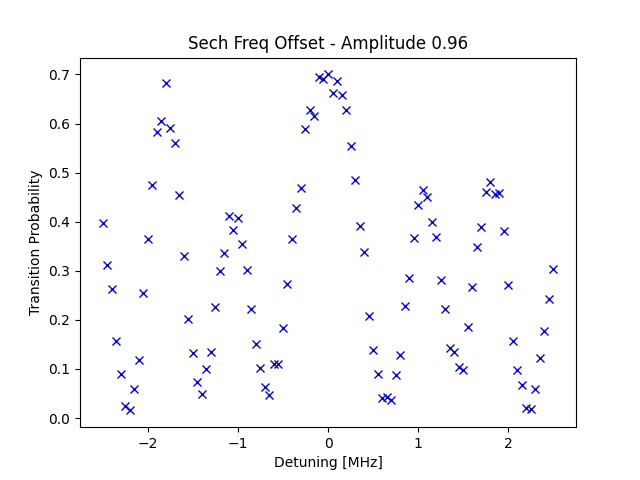 Sech Freq Offset - Amplitude 0.96
Transition Probability
0.7
0.6
0.5
0.4
0.3
0.2
0.1
0.0
−2 −1 0 1 2
Detuning [MHz]